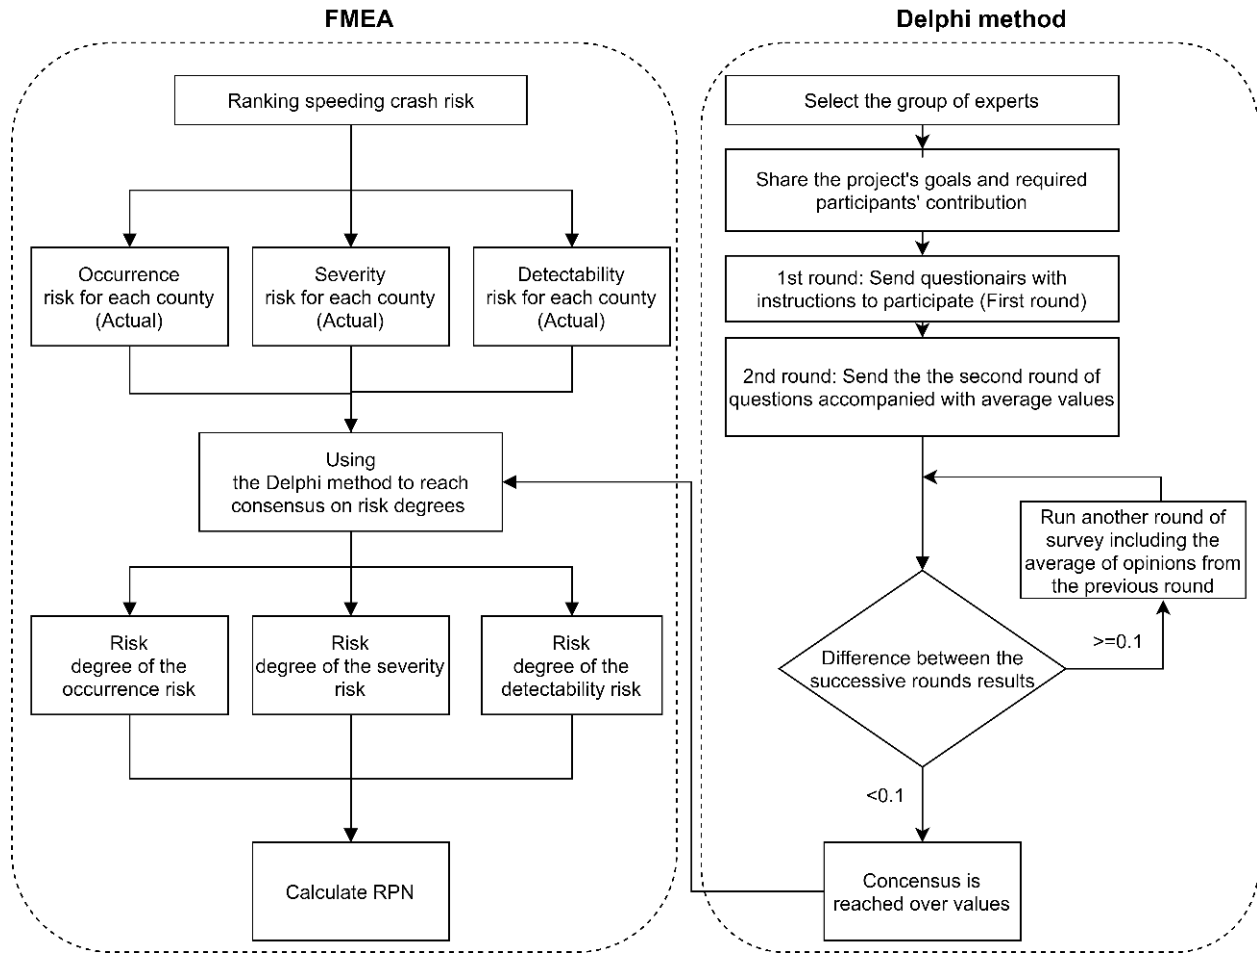 FMEA
Ranking speeding crash risk
Occurrence
risk for each county
(Actual)
Severity
risk for each county
(Actual)
Detectability
risk for each county
(Actual)
Using
the Delphi method to reach
consensus on risk degrees
Risk
degree of the
occurrence risk
Risk
degree of the severity
risk
Risk
degree of the
detectability risk
Calculate RPN
Delphi method
Select the group of experts
Share the project's goals and required
participants' contribution
1st round: Send questionairs with
instructions to participate (First round)
2nd round: Send the the second round of
questions accompanied with average values
Run another round of
survey including the
average of opinions from
the previous round
>=0.1
Difference between the
successive rounds results
<0.1
Concensus is
reached over values